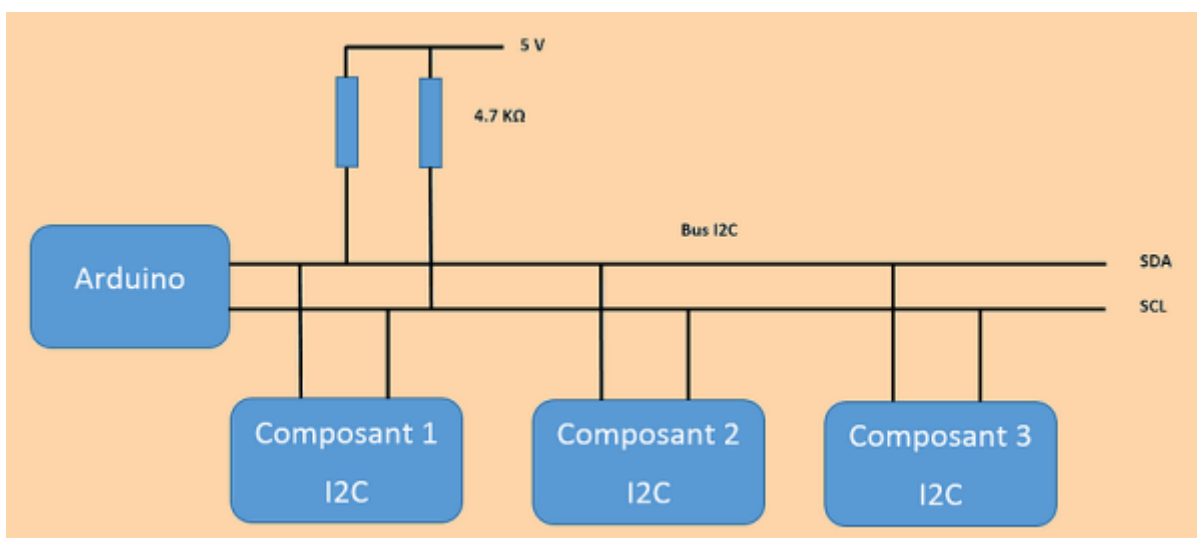 5 V
4.7 KΩ
Bus I2C
SDA
Arduino
SCL
Composant 1
I2C
Composant 2
I2C
Composant 3
I2C